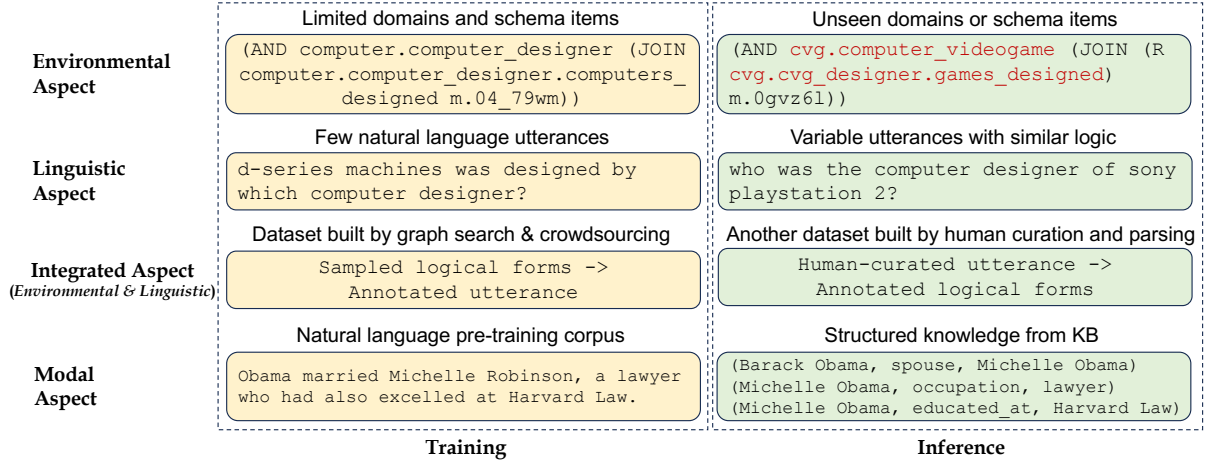 Limited domains and schema items
Unseen domains or schema items
Environmental
Aspect
(AND computer.computer_designer (JOIN
computer.computer_designer.computers_
designed m.04_79wm))
(AND cvg.computer_videogame (JOIN (R
cvg.cvg_designer.games_designed)
m.0gvz6l))
Few natural language utterances
Variable utterances with similar logic
Linguistic
Aspect
d-series machines was designed by
which computer designer?
who was the computer designer of sony
playstation 2?
Dataset built by graph search & crowdsourcing
Another dataset built by human curation and parsing
Integrated Aspect
(Environmental & Linguistic)
Sampled logical forms ->
Annotated utterance
Human-curated utterance ->
Annotated logical forms
Natural language pre-training corpus
Structured knowledge from KB
Modal
Aspect
Obama married Michelle Robinson, a lawyer
who had also excelled at Harvard Law.
(Barack Obama, spouse, Michelle Obama)
(Michelle Obama, occupation, lawyer)
(Michelle Obama, educated_at, Harvard Law)
Training
Inference